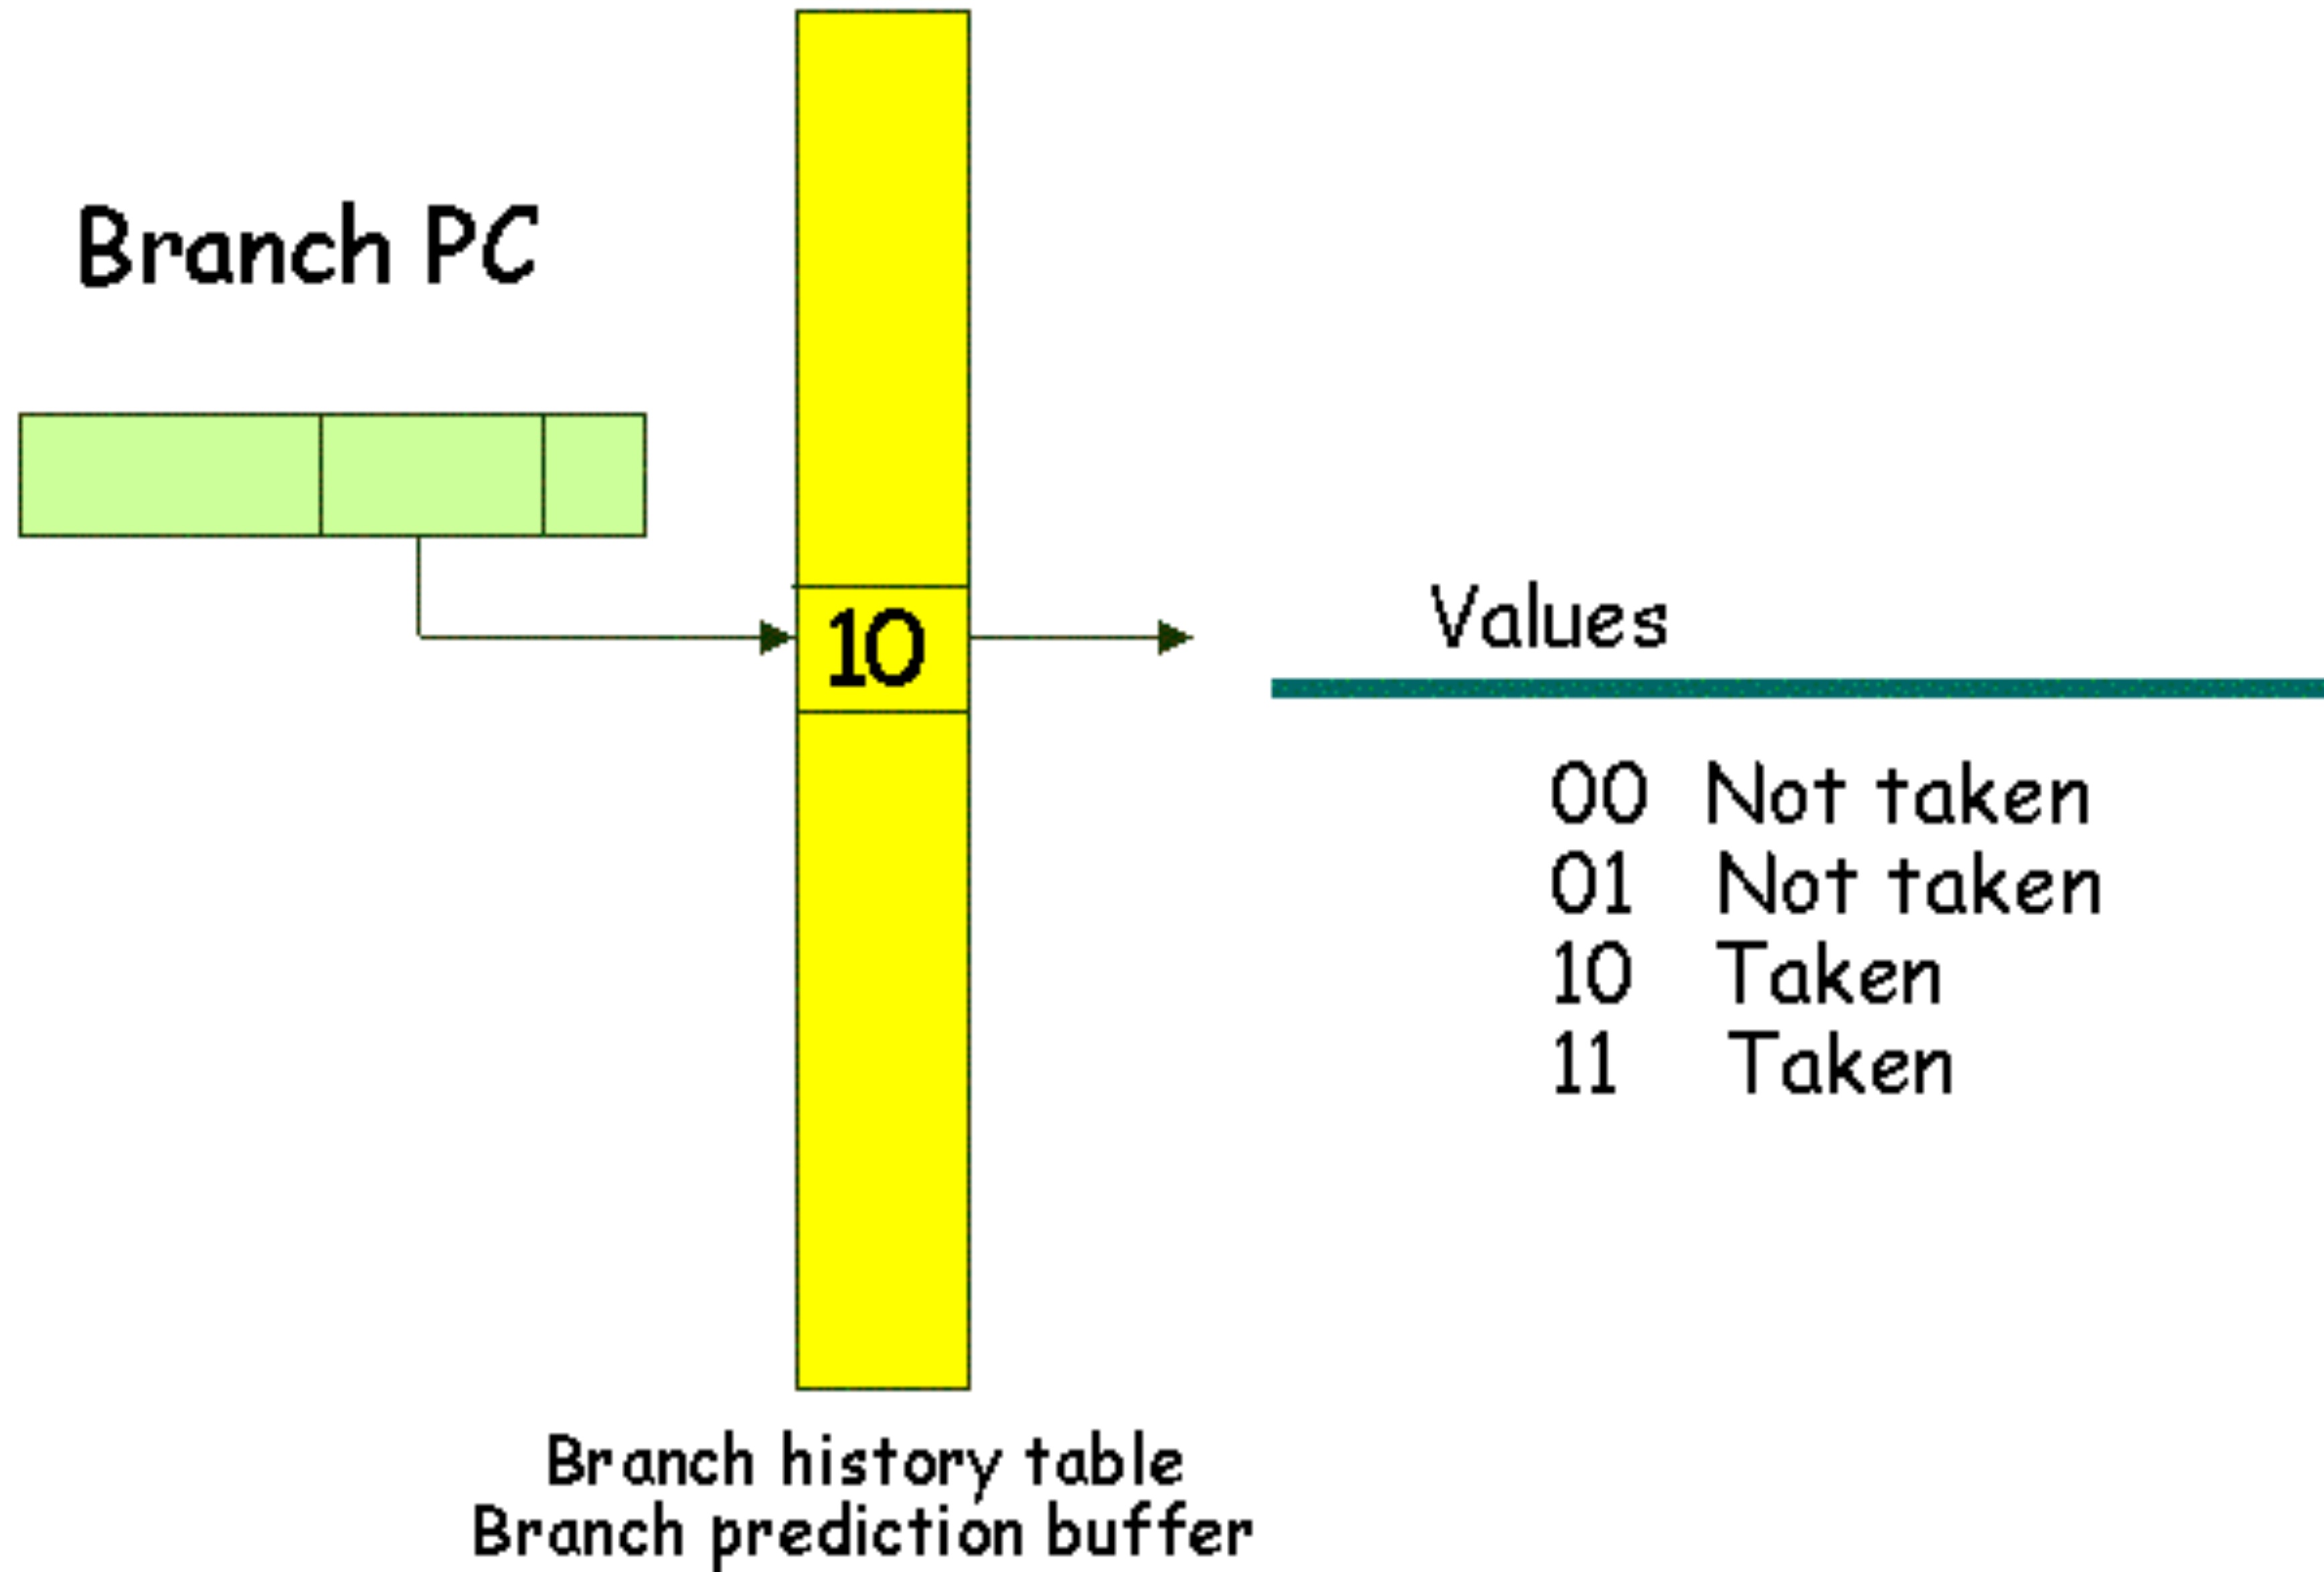 Branch PC
10
Values
00 Not taken
01 Not taken
10 Taken
11 Taken
Branch history table
Branch prediction buffer